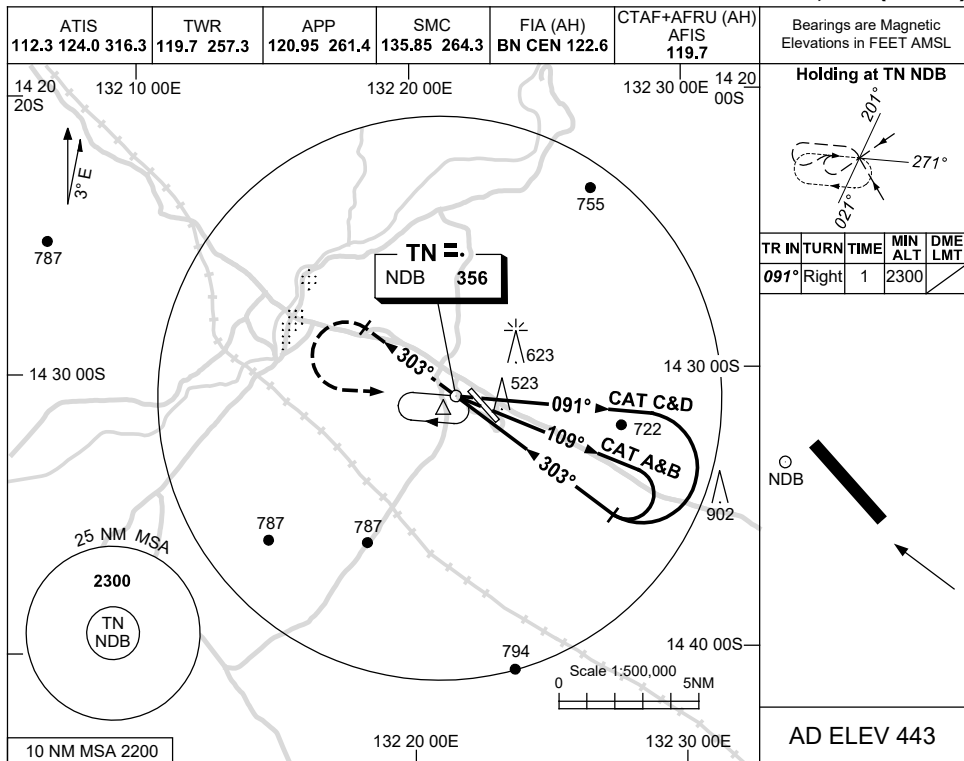 ATIS
112.3 124.0 316.3
TWR
119.7 257.3
APP
120.95 261.4
SMC
135.85 264.3
FIA (AH)
BN CEN 122.6
CTAF+AFRU (AH)
AFIS
119.7
Bearings are Magnetic
Elevations in FEET AMSL
14 20
20S
132 10 00E
132 20 00E
132 30 00E
14 20
00S
3° E
787
755
TN
NDB 356
623
523
303°
14 30 00S
14 30 00S
091°
CAT C&D
722
109°
CAT A&B
303°
902
787
787
25 NM MSA
2300
TN
NDB
794
14 40 00S
Scale 1:500,000
0
5NM
10 NM MSA 2200
132 20 00E
132 30 00E
Holding at TN NDB
201°
271°
021°
TR IN TURN TIME MIN ALT DME LMT
091° Right 1 2300
NDB
AD ELEV 443